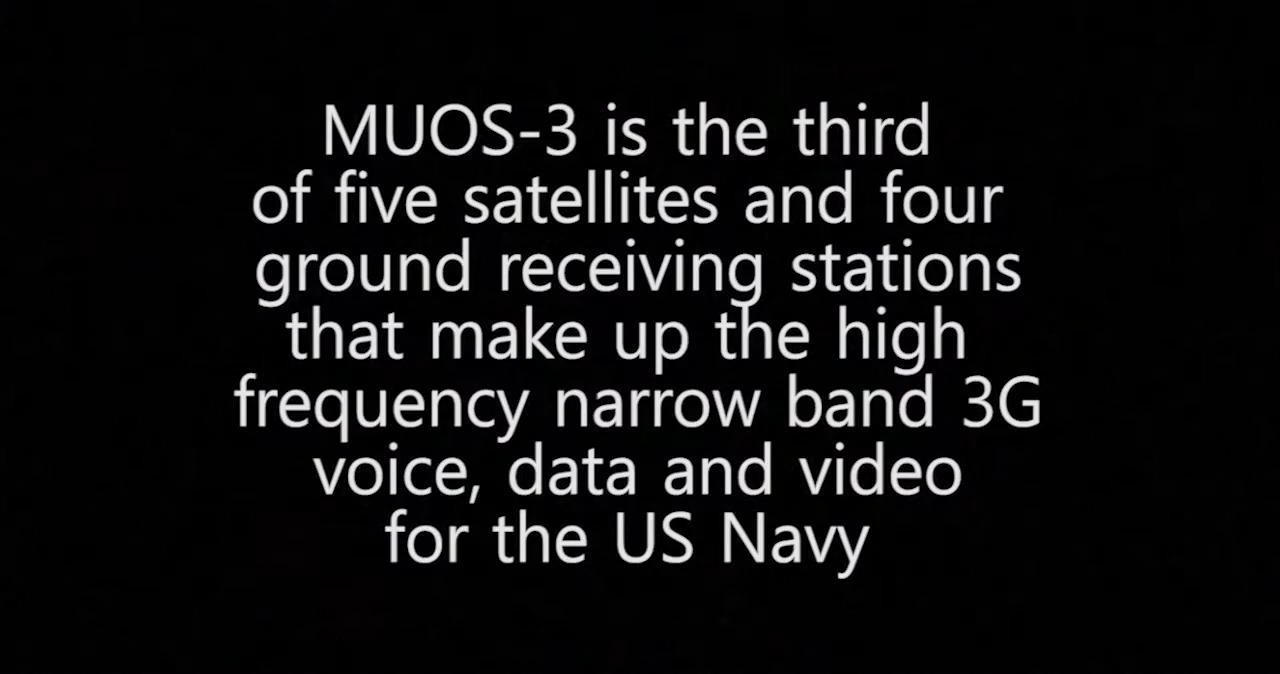 MUOS-3 is the third
of five satellites and four
ground receiving stations
that make up the high
frequency narrow band 3G
voice, data and video
for the US Navy